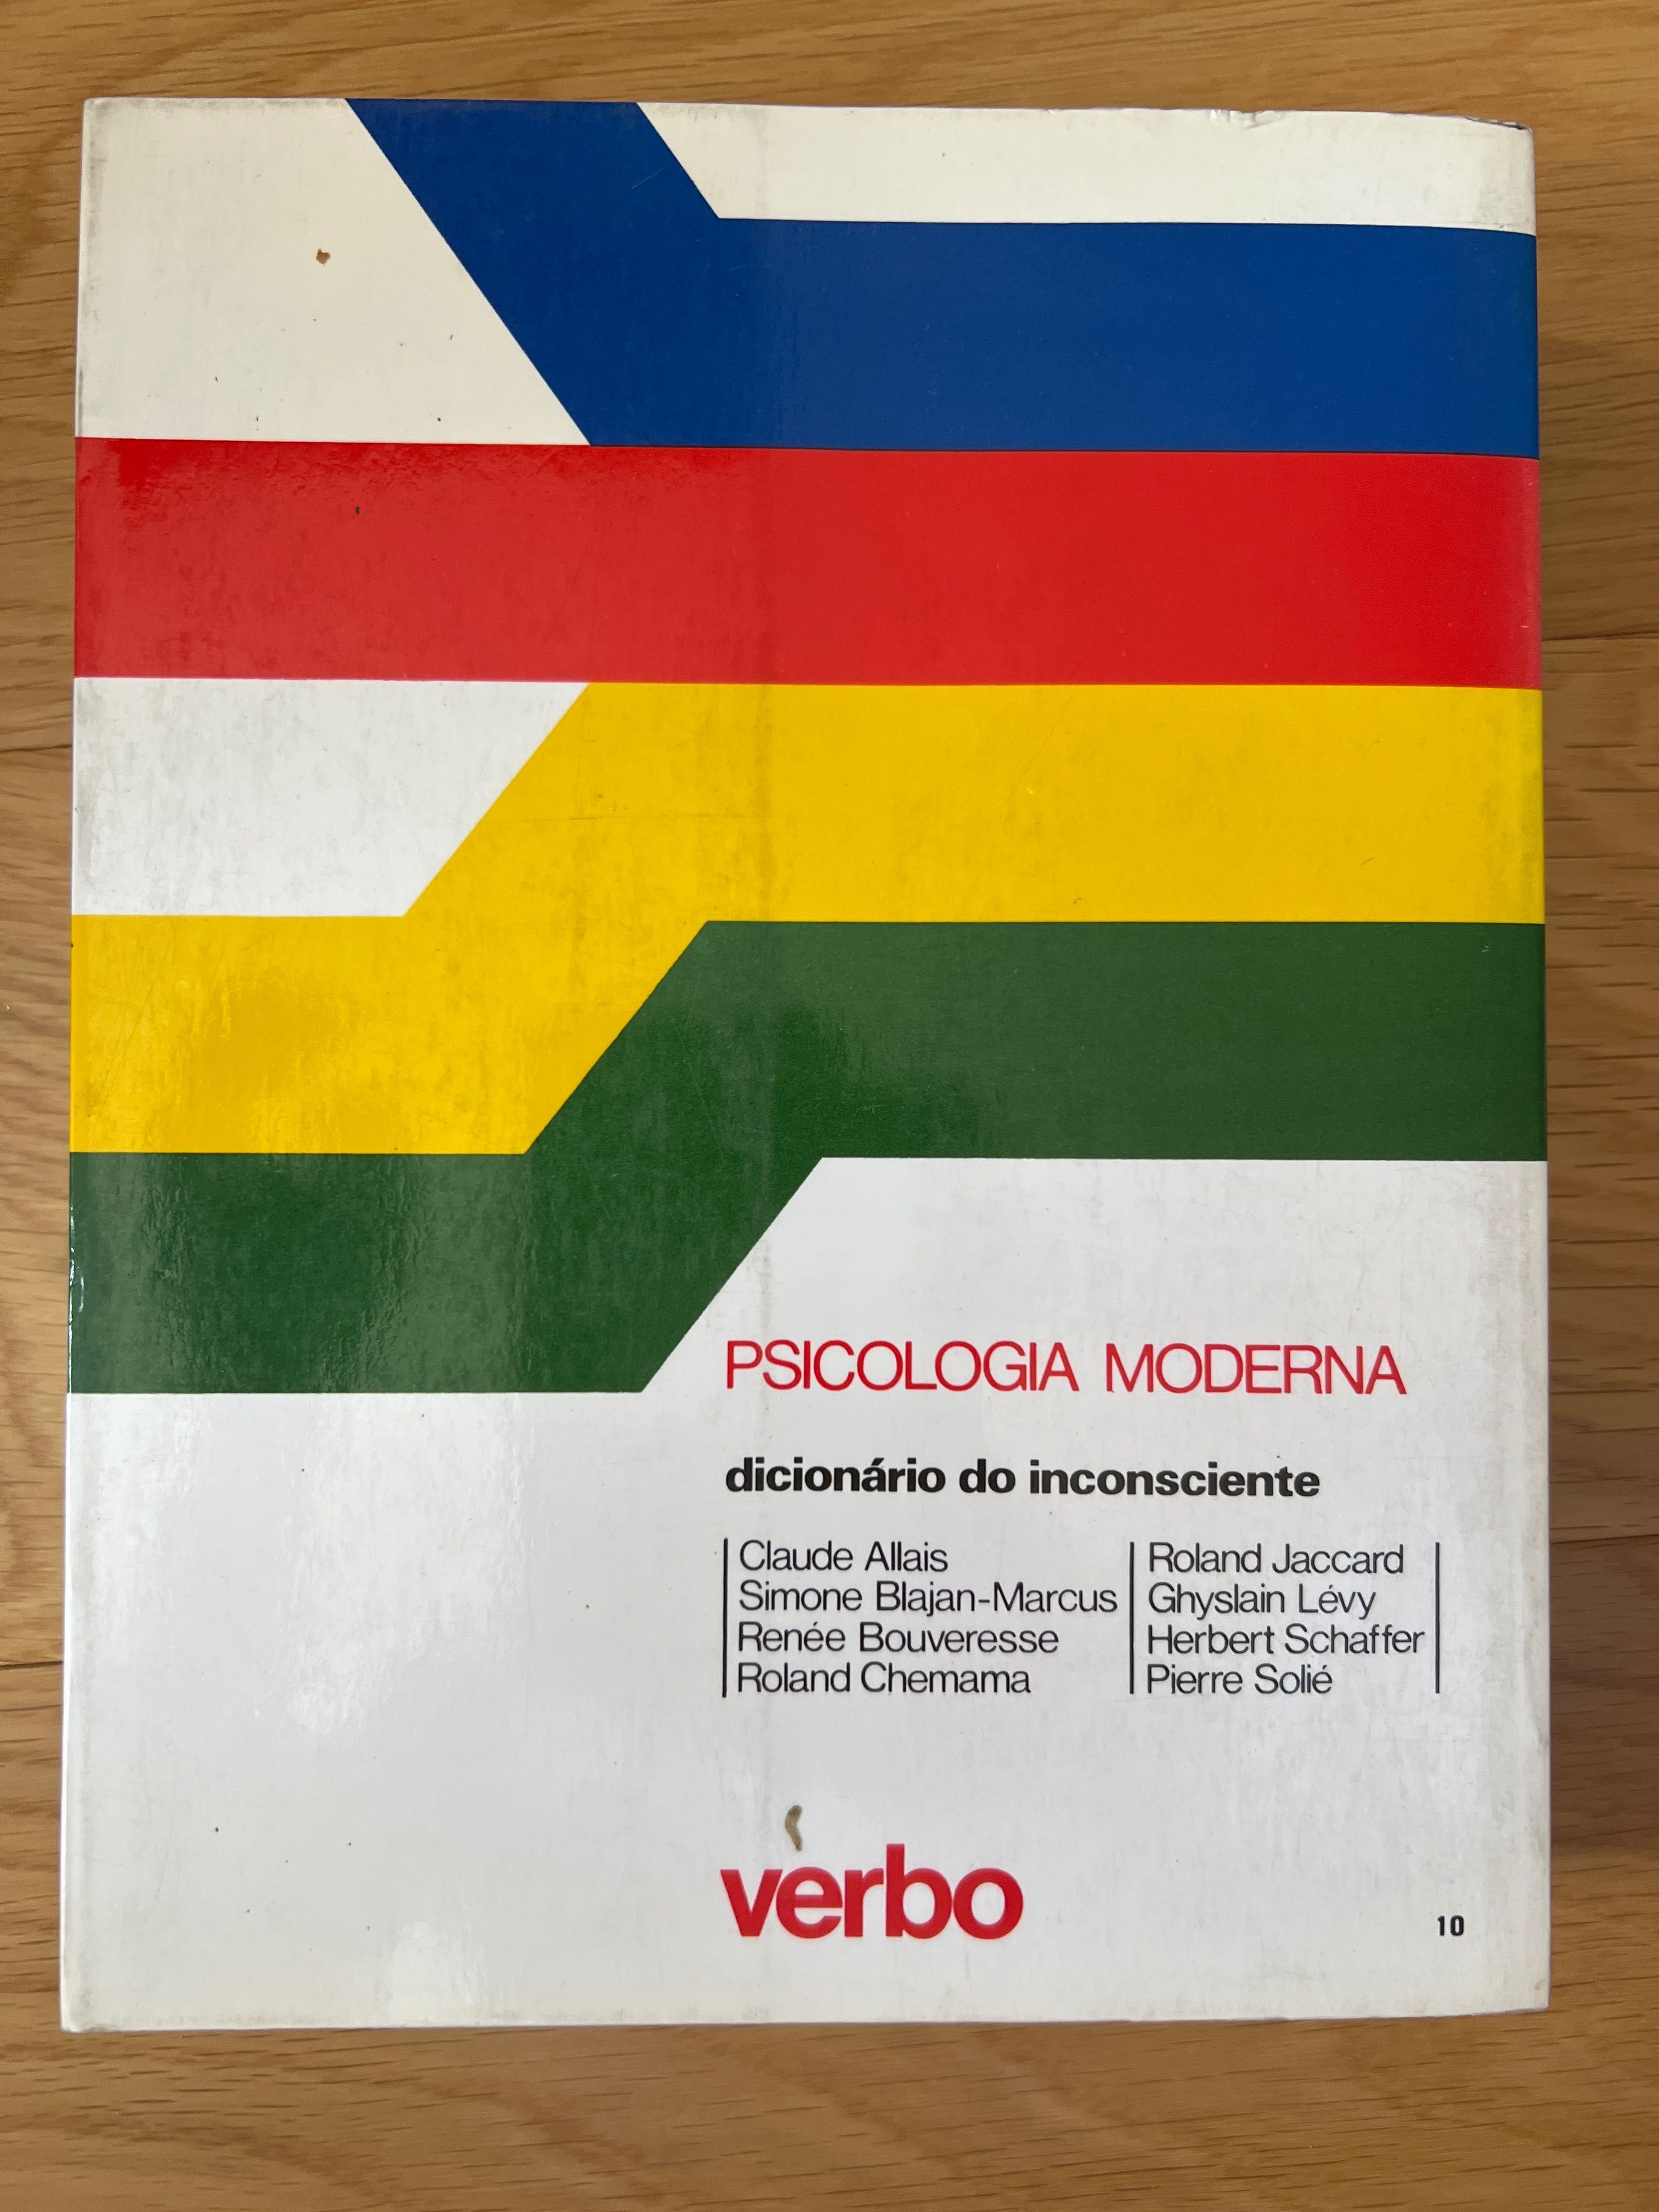 PSICOLOGIA MODERNA
dicionário do inconsciente
Claude Allais
Simone Blajan-Marcus
Renée Bouveresse
Roland Chemama
Roland Jaccard
Ghyslain Lévy
Herbert Schaffer
Pierre Solié
verbo
10